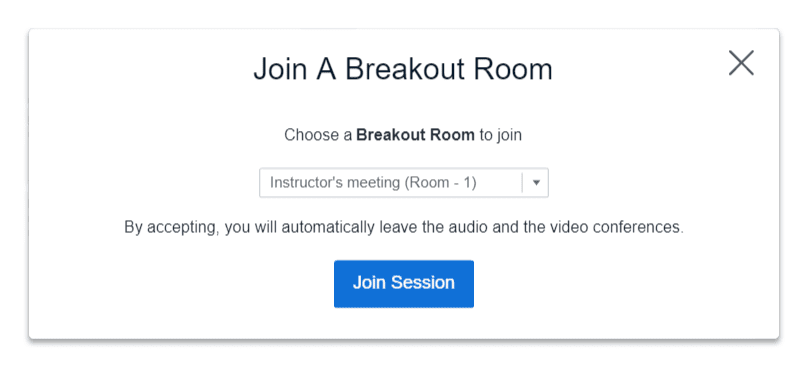 Join A Breakout Room
Choose a Breakout Room to join
Instructor's meeting (Room - 1)
By accepting, you will automatically leave the audio and the video conferences.
Join Session